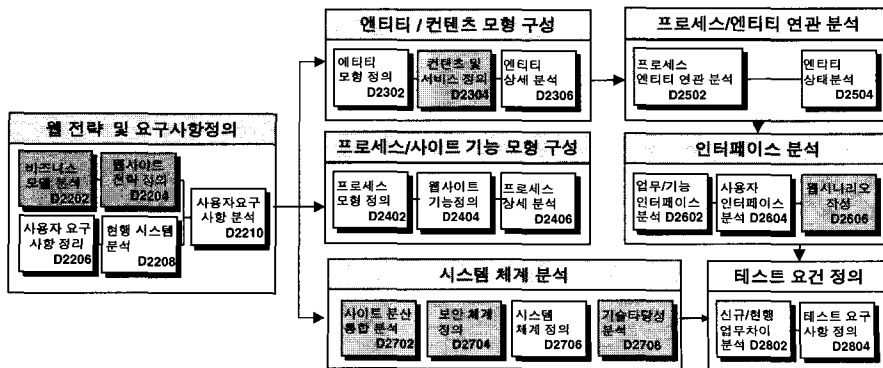 앤티티 / 컨텐츠 모형 구성
에티티
모형 정의
D2302
컨텐츠 및
서비스 정의
D2304
엔티티
상세 분석
D2306
프로세스/엔티티 연관 분석
프로세스
엔티티 연관 분석
D2502
엔티티
상태분석
D2504
웹 전략 및 요구사항정의
비즈니스
모델 분석
D2202
웹사이트
전략 정의
D2204
사용자 요구
사항 정리
D2206
현행 시스템
분석
D2208
사용자요구
사항 분석
D2210
프로세스/사이트 기능 모형 구성
프로세스
모형 정의
D2402
웹사이트
기능정의
D2404
프로세스
상세 분석
D2406
인터페이스 분석
업무/기능
인터페이스
분석 D2602
사용자
인터페이스
분석 D2604
웹시나리오
작성
D2606
시스템 체계 분석
사이트 분산
통합 분석
D2702
보안 체계
정의
D2704
시스템
체계 정의
D2706
기술타당성
분석
D2708
테스트 요건 정의
신규/현행
업무차이
분석 D2802
테스트 요구
사항 정의
D2804